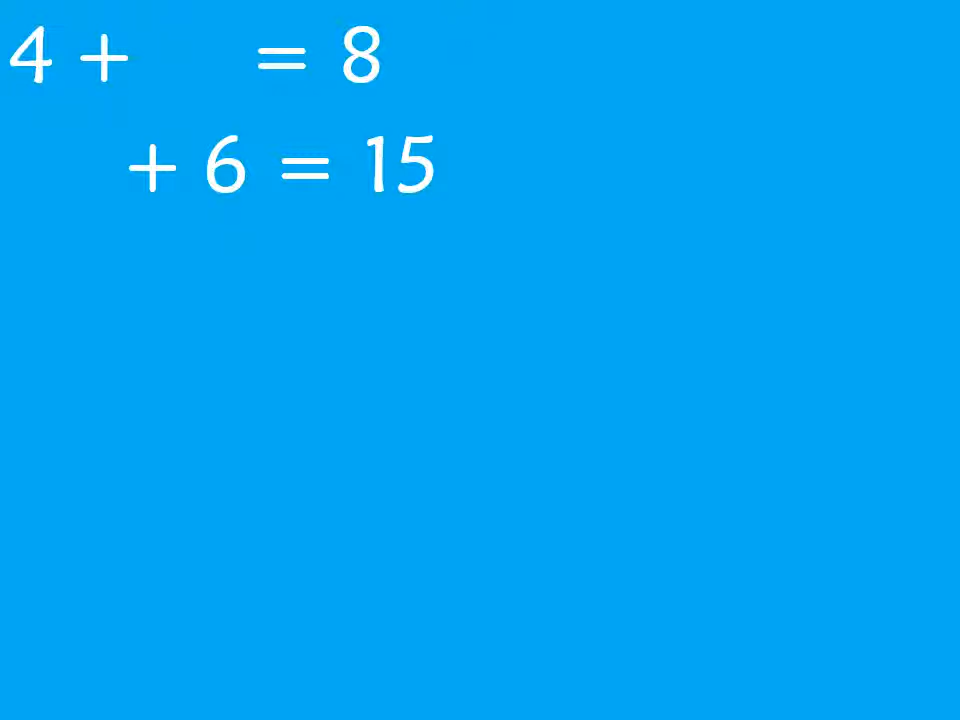 4 + = 8
+ 6 = 15